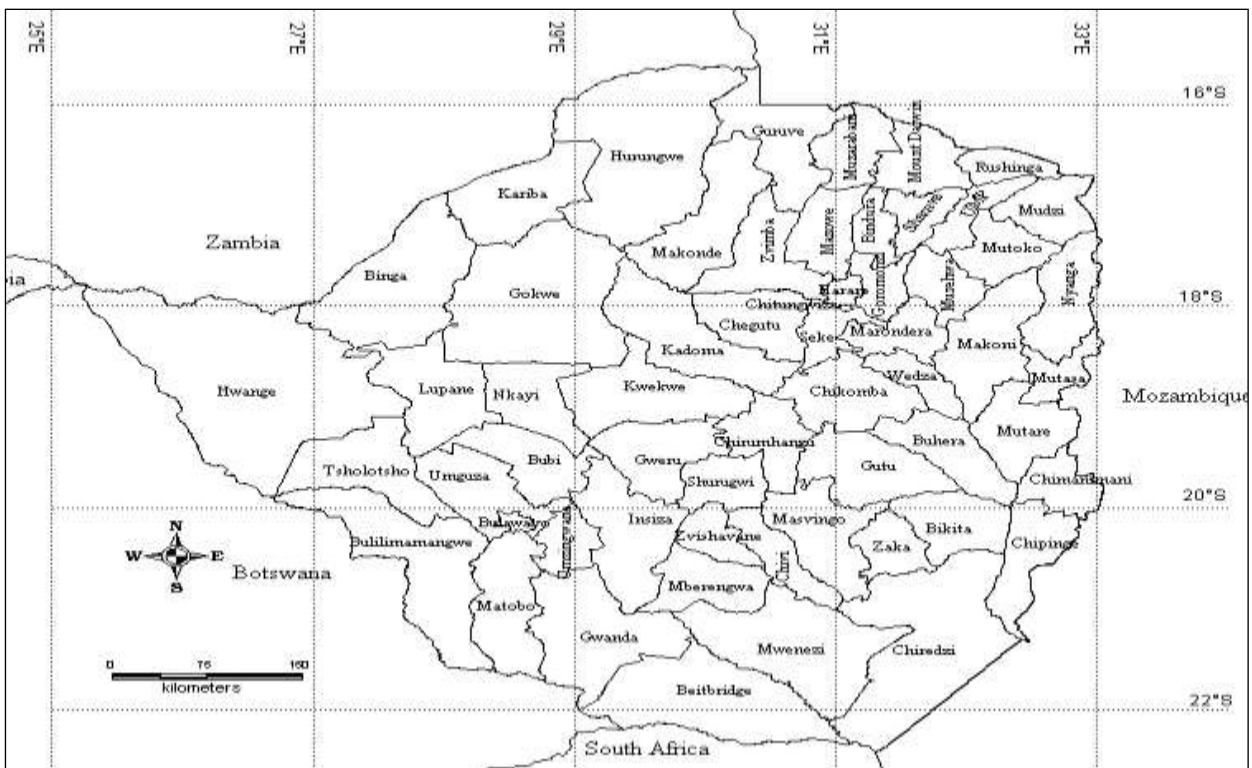 25°E
27°E
29°E
31°E
33°E
16°S
Guruve
Muzarabani
Mount Darwin
Hurungwe
Rushinga
Kariba
Mudzi
Zambia
Makonde
Zvimba
Mazowe
Bindura
Shamva
Mutoko
Binga
Gokwe
Harare
Goromonzi
Murehwa
Nyanga
18°S
Chegutu
Seke
Marondera
Makoni
Kadoma
Hwange
Lupane
Nkayi
Kwekwe
Chikomba
Wedza
Mutasa
Mozambique
Tsholotsho
Umguza
Bubi
Gweru
Shurugwi
Gutu
Buhera
Mutare
Chimanimani
20°S
Insiza
Masvingo
Bikita
Bulawayo
Zvishavane
Zaka
Chipinge
N
W E
S
Bulilimamangwe
Botswana
Chivi
Mberengwa
Matobo
Gwanda
Mwenezi
Chiredzi
0 75 150
kilometers
Beitbridge
22°S
South Africa